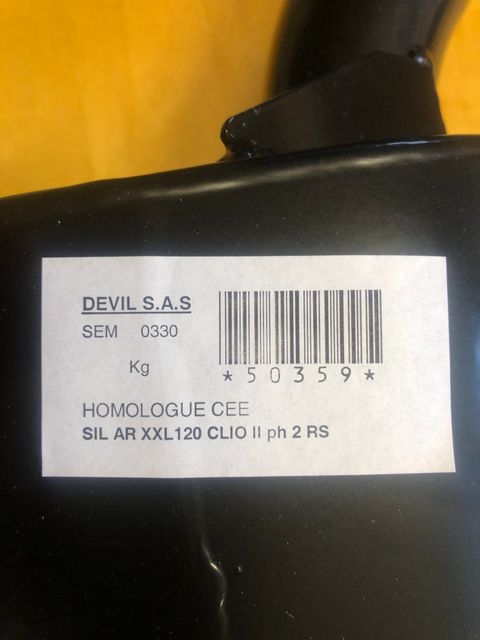 DEVIL S.A.S
SEM 0330
Kg
*50359*
HOMOLOGUE CEE
SIL AR XXL120 CLIO II ph 2 RS